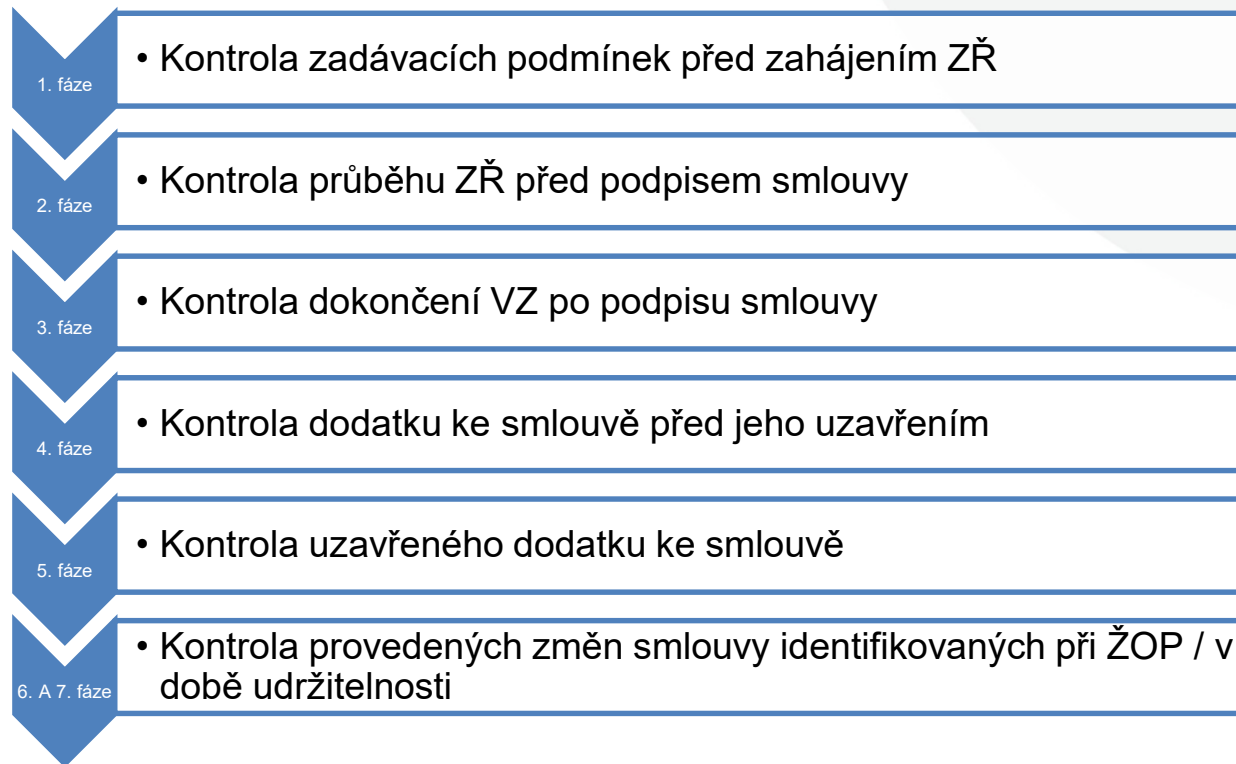 1. fáze
• Kontrola zadávacích podmínek před zahájením ZŘ
2. fáze
• Kontrola průběhu ZŘ před podpisem smlouvy
3. fáze
• Kontrola dokončení VZ po podpisu smlouvy
4. fáze
• Kontrola dodatku ke smlouvě před jeho uzavřením
5. fáze
• Kontrola uzavřeného dodatku ke smlouvě
6. A 7. fáze
• Kontrola provedených změn smlouvy identifikovaných při ŽOP / v
době udržitelnosti